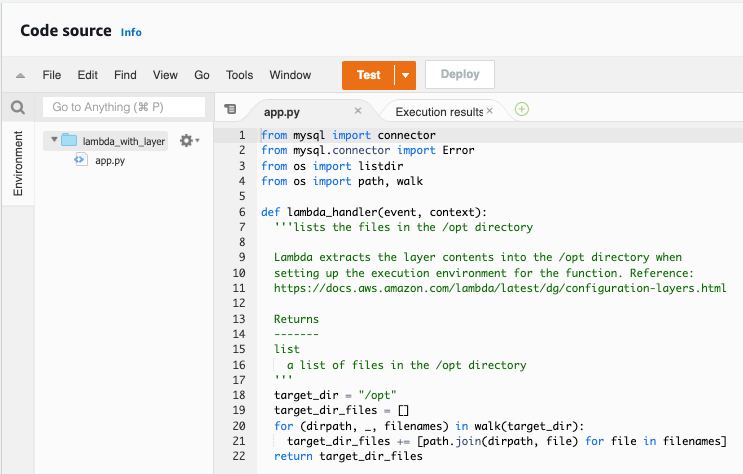 Code source Info
File Edit Find View Go Tools Window Test Deploy
Go to Anything (⌘ P)
Environment
lambda_with_layer
app.py
app.py × Execution results ×
1 from mysql import connector
2 from mysql.connector import Error
3 from os import listdir
4 from os import path, walk
5
6 def lambda_handler(event, context):
7   '''lists the files in the /opt directory
8
9   Lambda extracts the layer contents into the /opt directory when
10   setting up the execution environment for the function. Reference:
11   https://docs.aws.amazon.com/lambda/latest/dg/configuration-layers.html
12
13   Returns
14   -------
15   list
16     a list of files in the /opt directory
17   '''
18   target_dir = "/opt"
19   target_dir_files = []
20   for (dirpath, _, filenames) in walk(target_dir):
21     target_dir_files += [path.join(dirpath, file) for file in filenames]
22   return target_dir_files